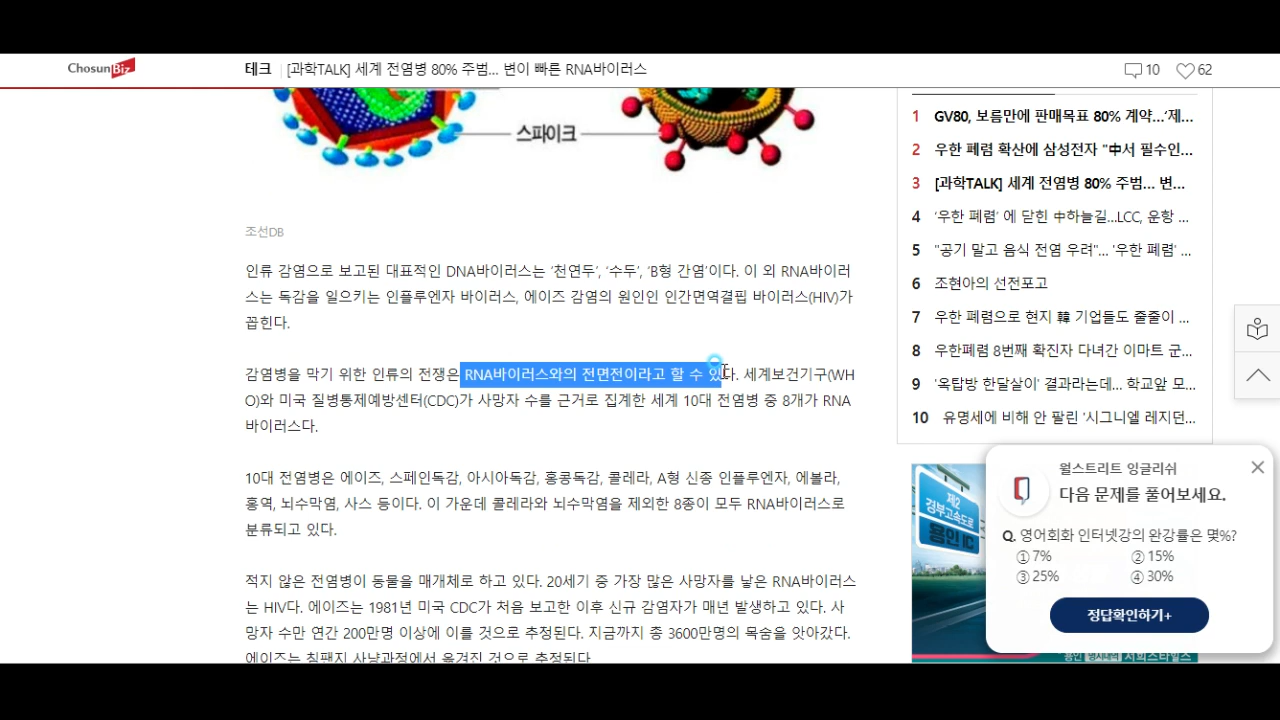 ChosunBiz
테크 [과학TALK] 세계 전염병 80% 주범... 변이 빠른 RNA바이러스
10 62
스파이크
조선DB
인류 감염으로 보고된 대표적인 DNA바이러스는 ‘천연두’, ‘수두’, ‘B형 간염’이다. 이 외 RNA바이러
스는 독감을 일으키는 인플루엔자 바이러스, 에이즈 감염의 원인인 인간면역결핍 바이러스(HIV)가
꼽힌다.
감염병을 막기 위한 인류의 전쟁은 RNA바이러스와의 전면전이라고 할 수 있다. 세계보건기구(WH
O)와 미국 질병통제예방센터(CDC)가 사망자 수를 근거로 집계한 세계 10대 전염병 중 8개가 RNA
바이러스다.
10대 전염병은 에이즈, 스페인독감, 아시아독감, 홍콩독감, 콜레라, A형 신종 인플루엔자, 에볼라,
홍역, 뇌수막염, 사스 등이다. 이 가운데 콜레라와 뇌수막염을 제외한 8종이 모두 RNA바이러스로
분류되고 있다.
적지 않은 전염병이 동물을 매개체로 하고 있다. 20세기 중 가장 많은 사망자를 낳은 RNA바이러스
는 HIV다. 에이즈는 1981년 미국 CDC가 처음 보고한 이후 신규 감염자가 매년 발생하고 있다. 사
망자 수만 연간 200만명 이상에 이를 것으로 추정된다. 지금까지 총 3600만명의 목숨을 앗아갔다.
에이즈는 침팬지 사냥과정에서 옮겨진 것으로 추정된다
1 GV80, 보름만에 판매목표 80% 계약...‘제...
2 우한 폐렴 확산에 삼성전자 "中서 필수인...
3 [과학TALK] 세계 전염병 80% 주범... 변...
4 ‘우한 폐렴’ 에 닫힌 中하늘길...LCC, 운항 ...
5 "공기 말고 음식 전염 우려"... '우한 폐렴' ...
6 조현아의 선전포고
7 우한 폐렴으로 현지 韓 기업들도 줄줄이 ...
8 우한폐렴 8번째 확진자 다녀간 이마트 군...
9 '옥탑방 한달살이' 결과라는데... 학교앞 모...
10 유명세에 비해 안 팔린 '시그니엘 레지던...
제2
경부고속도로
용인IC
월스트리트 잉글리쉬
다음 문제를 풀어보세요.
Q. 영어회화 인터넷강의 완강률은 몇%?
① 7% ② 15%
③ 25% ④ 30%
정답확인하기+